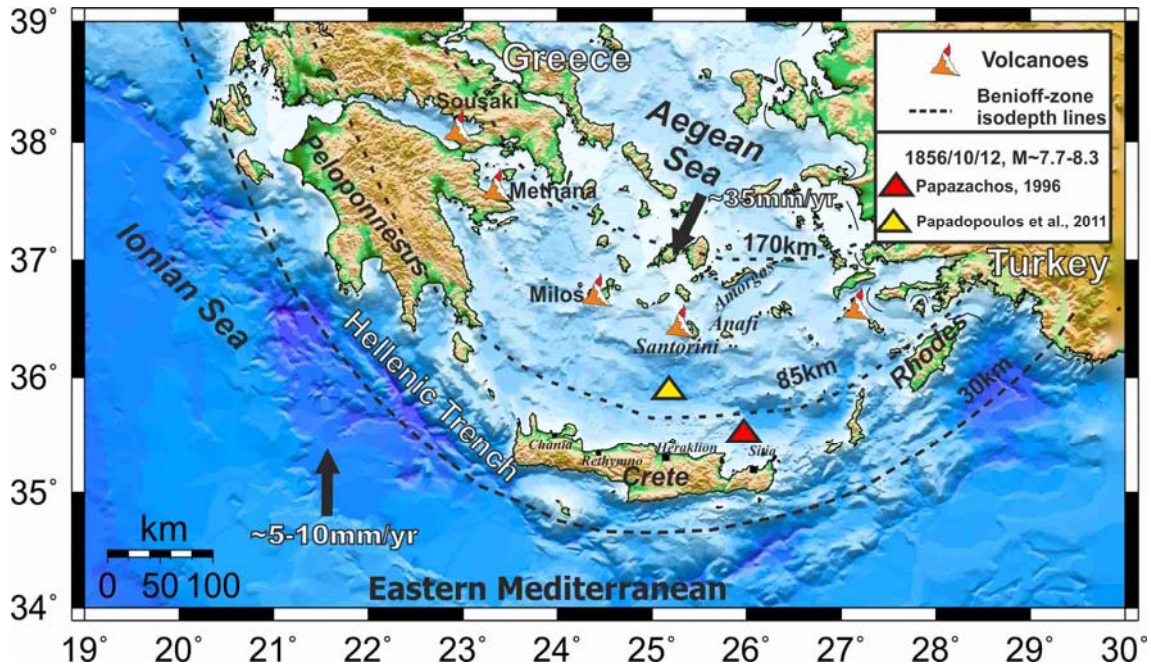 39°
38°
37°
36°
35°
34°
19° 20° 21° 22° 23° 24° 25° 26° 27° 28° 29° 30°
Greece
Sousaki
Aegean
Sea
~35mm/yr
Peloponnesus
Methana
170km
Turkey
Ionian Sea
Milos
Amorgos
Anafi
Santorini
Hellenic Trench
85km
Rhodes
30km
Chania
Rethymno
Heraklion
Sitia
Crete
~5-10mm/yr
km
0 50 100
Eastern Mediterranean
Volcanoes
Benioff-zone
isodepth lines
1856/10/12, M~7.7-8.3
Papazachos, 1996
Papadopoulos et al., 2011